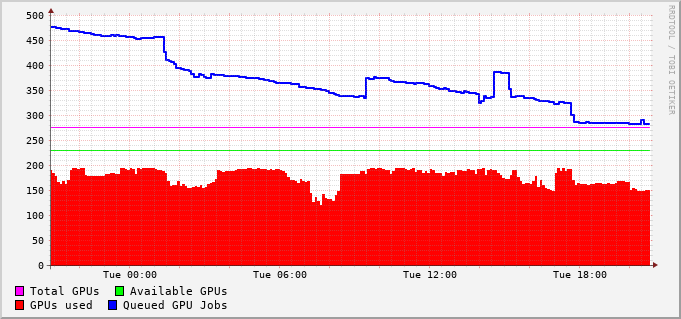 500
450
400
350
300
250
200
150
100
50
0
Tue 00:00 Tue 06:00 Tue 12:00 Tue 18:00
Total GPUs Available GPUs
GPUs used Queued GPU Jobs
RRDTOOL / TOBI OETIKER